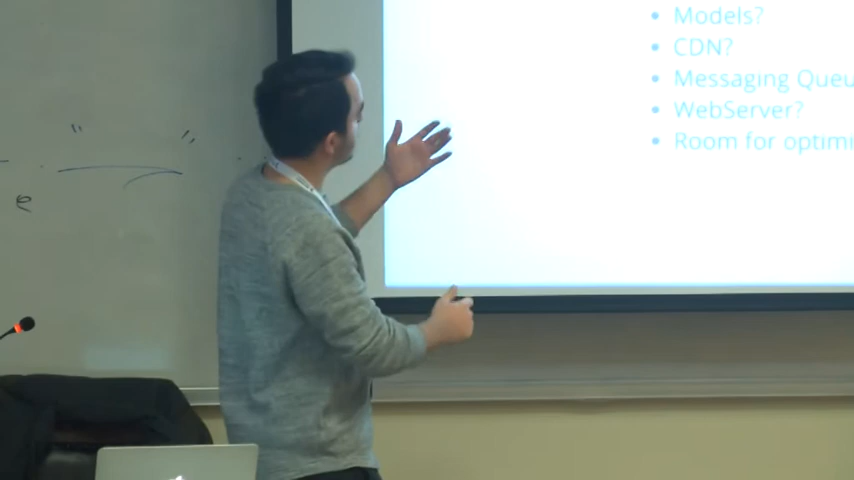 Models?
CDN?
Messaging Queu
WebServer?
Room for optimi
e